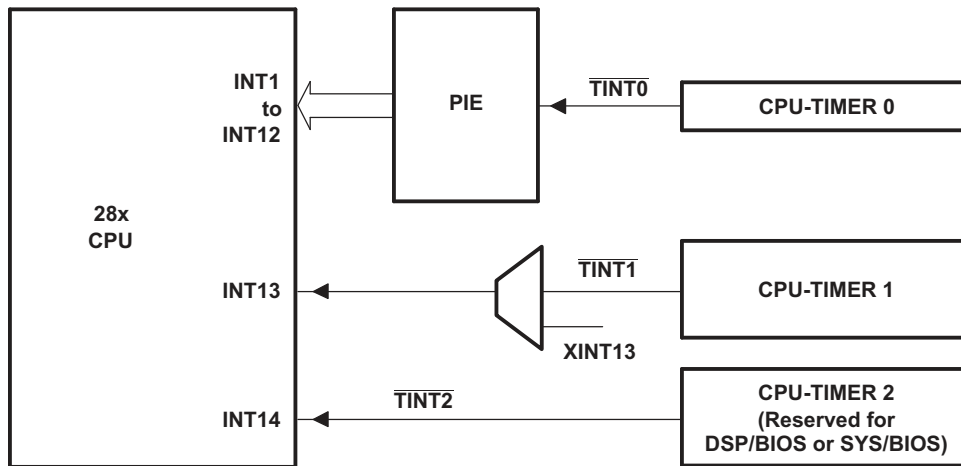 INT1
to
INT12
PIE
TINT0
CPU-TIMER 0
28x
CPU
INT13
TINT1
CPU-TIMER 1
XINT13
INT14
TINT2
CPU-TIMER 2
(Reserved for
DSP/BIOS or SYS/BIOS)